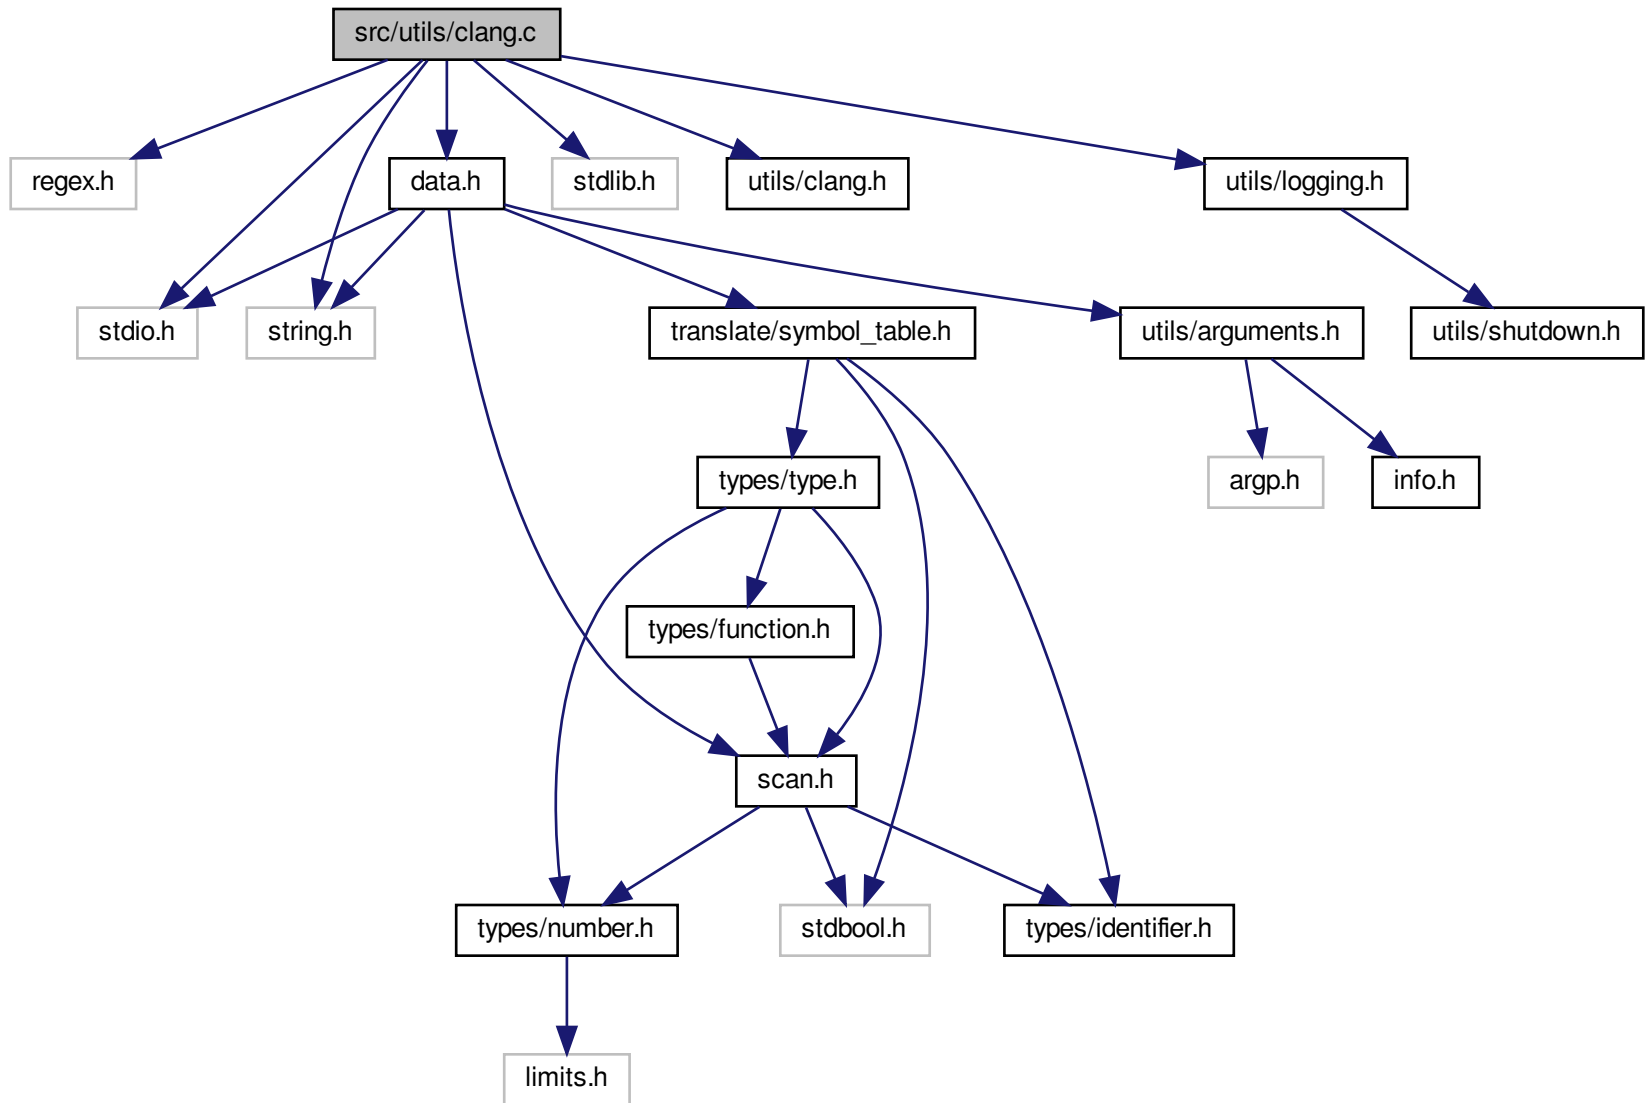 src/utils/clang.c
regex.h
data.h
stdlib.h
utils/clang.h
utils/logging.h
stdio.h
string.h
translate/symbol_table.h
utils/arguments.h
utils/shutdown.h
types/type.h
argp.h
info.h
types/function.h
scan.h
types/number.h
stdbool.h
types/identifier.h
limits.h